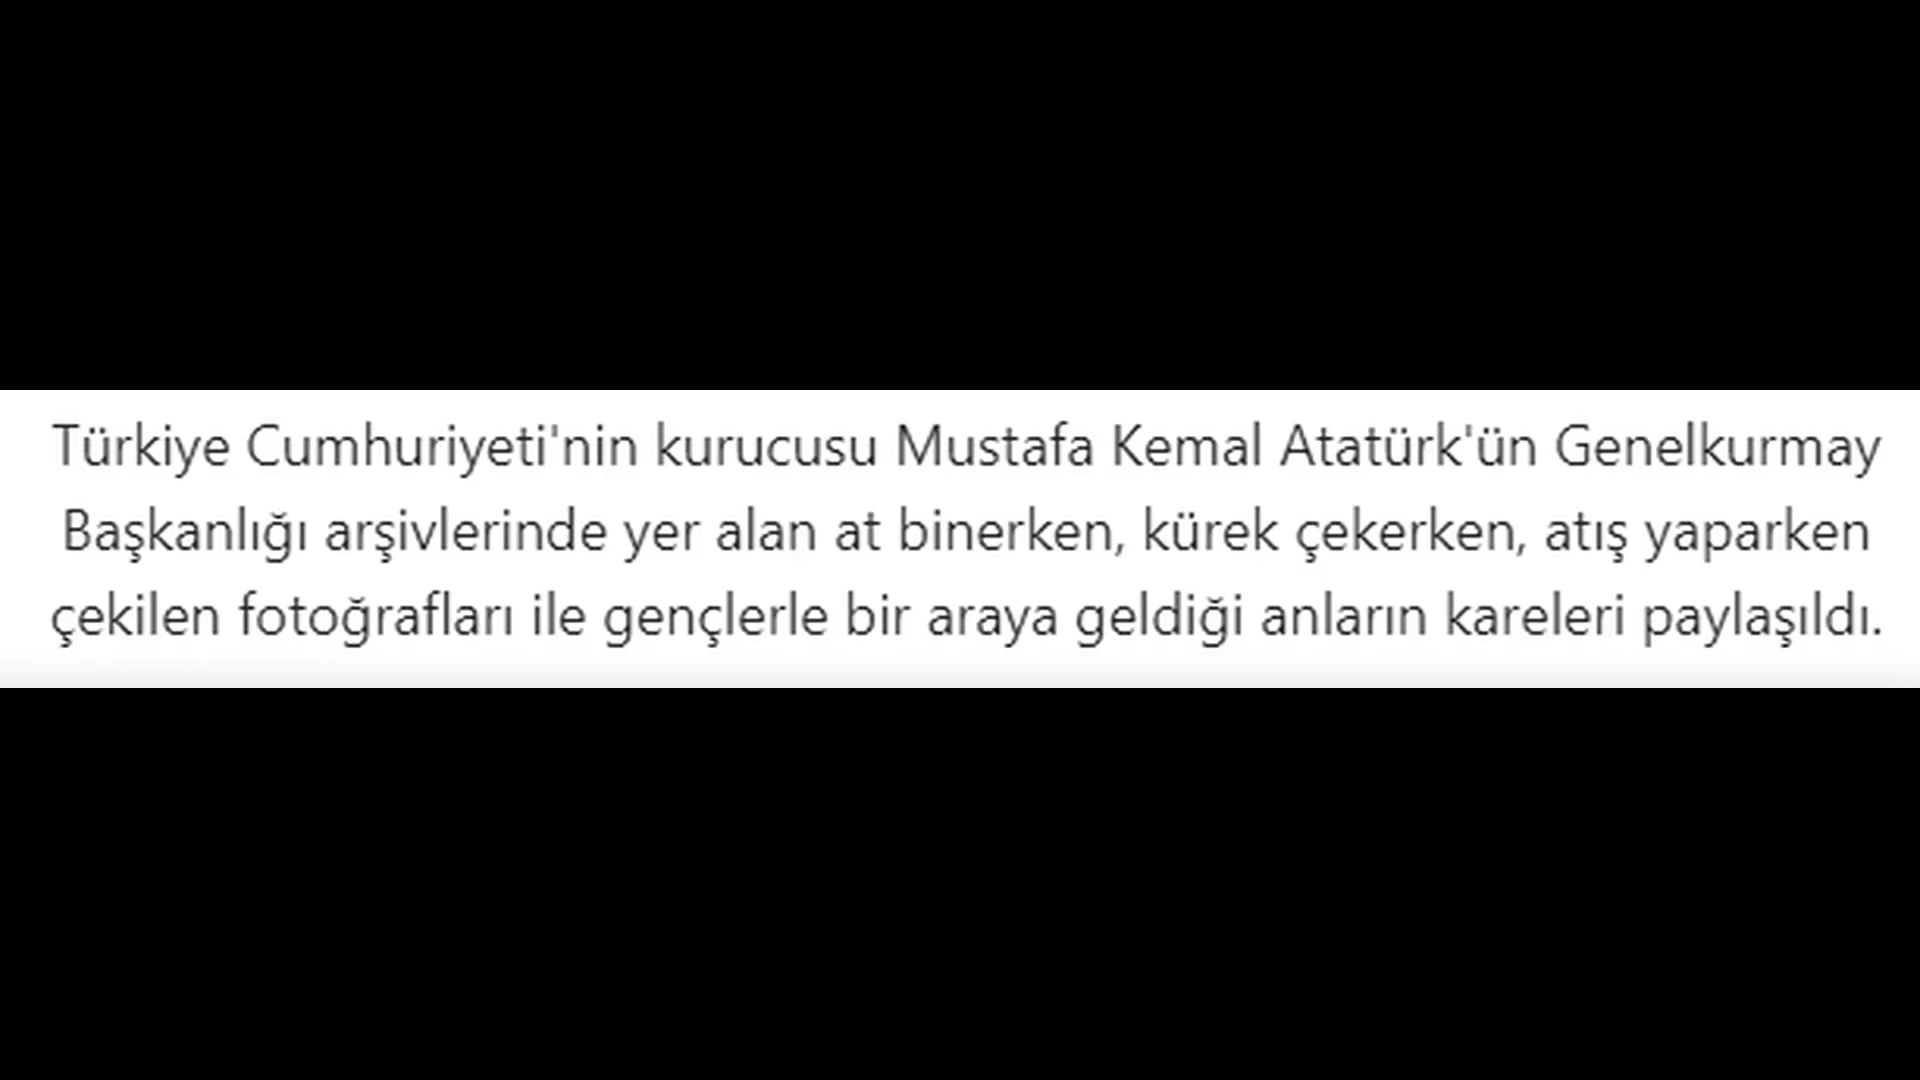 Türkiye Cumhuriyeti'nin kurucusu Mustafa Kemal Atatürk'ün Genelkurmay
Başkanlığı arşivlerinde yer alan at binerken, kürek çekerken, atış yaparken
çekilen fotoğrafları ile gençlerle bir araya geldiği anların kareleri paylaşıldı.